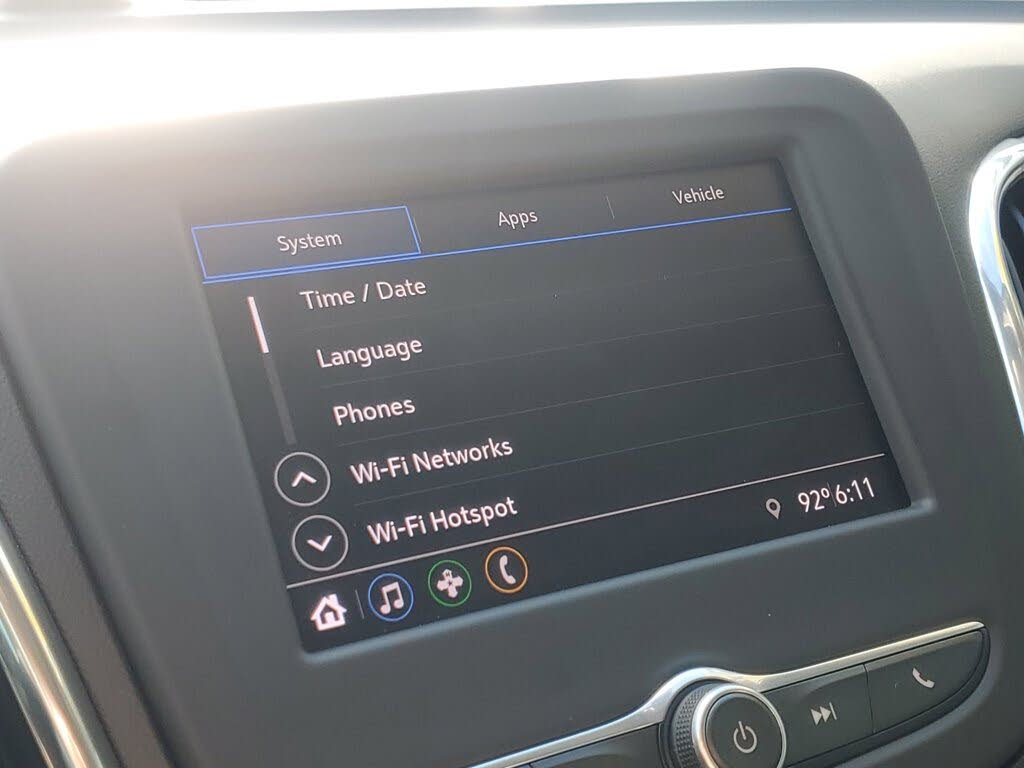 System Apps Vehicle
Time / Date
Language
Phones
Wi-Fi Networks
Wi-Fi Hotspot
92° 6:11